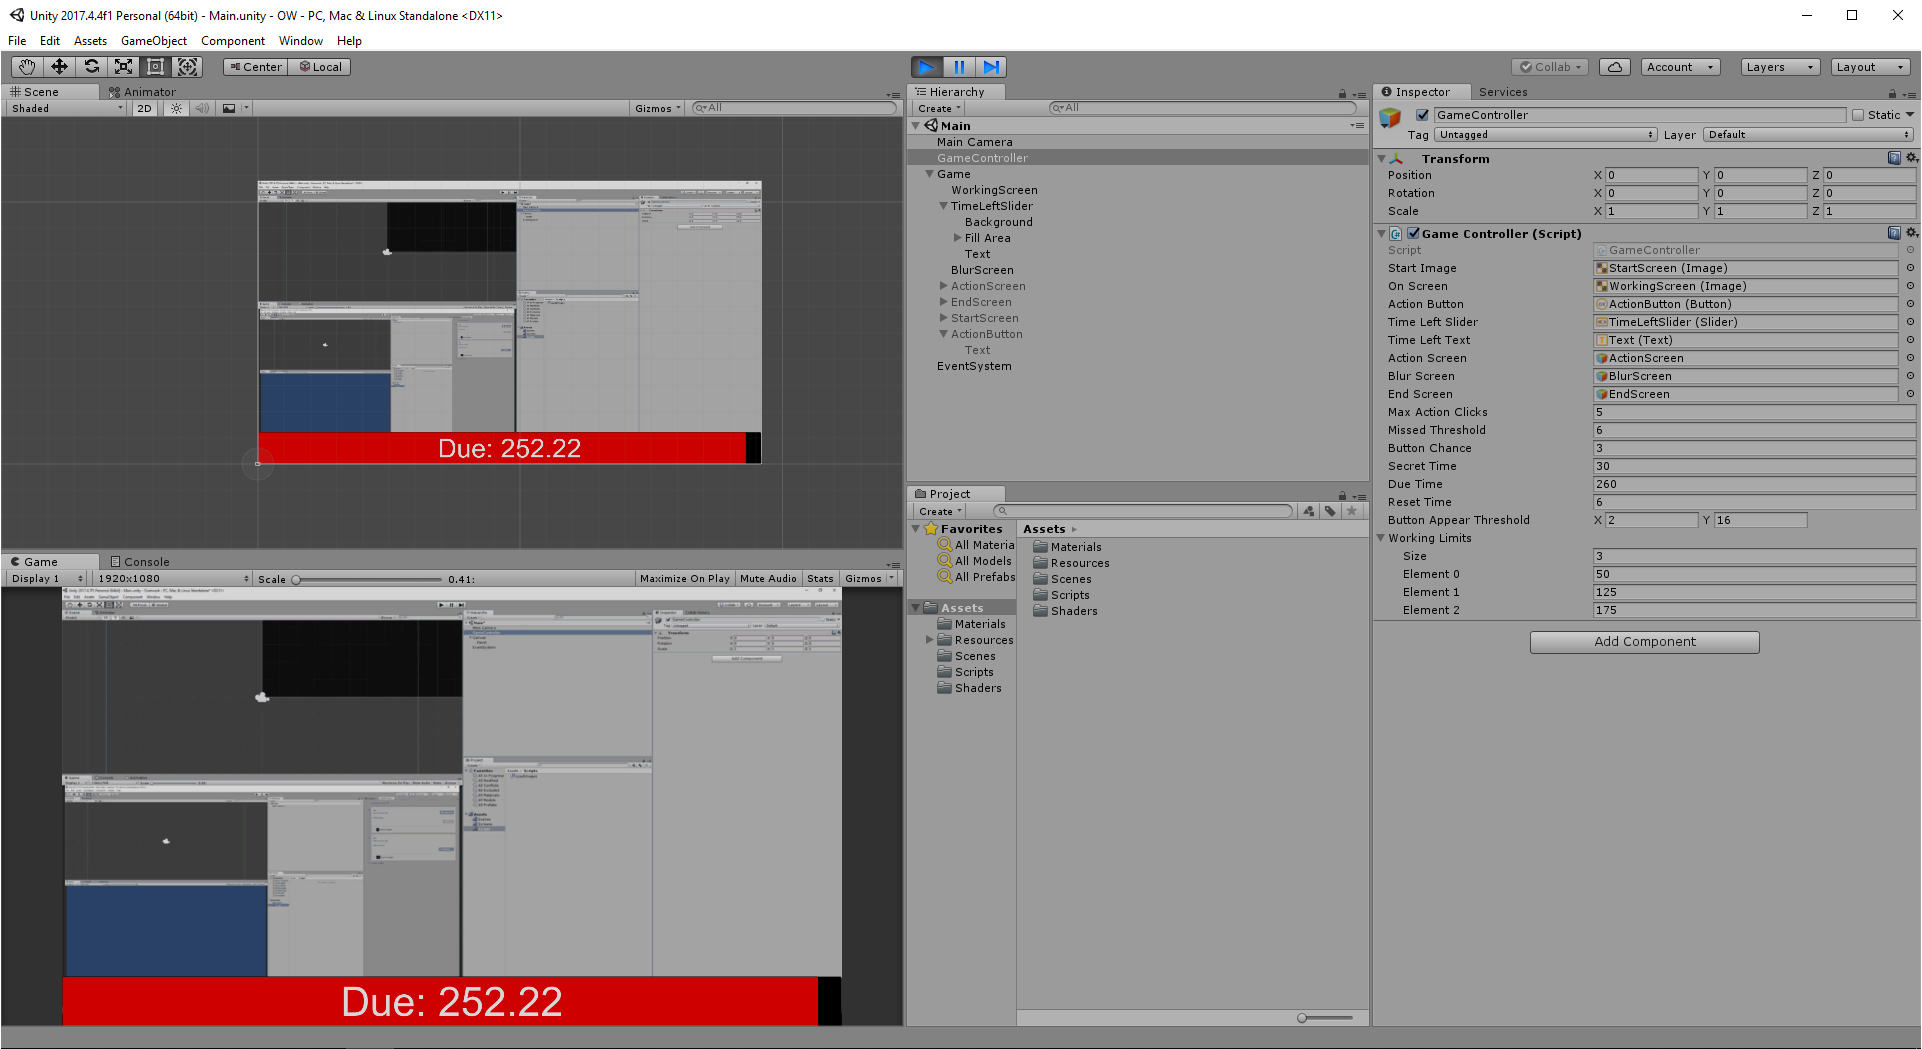 Unity 2017.4.4f1 Personal (64bit) - Main.unity - OW - PC, Mac & Linux Standalone <DX11>
File Edit Assets GameObject Component Window Help
Center Local
Collab Account Layers Layout
Scene Animator
Shaded 2D Gizmos All
Due: 252.22
Game Console
Display 1 1920x1080 Scale 0.41: Maximize On Play Mute Audio Stats Gizmos
Due: 252.22
Hierarchy
Create All
Main
Main Camera
GameController
Game
WorkingScreen
TimeLeftSlider
Background
Fill Area
Text
BlurScreen
ActionScreen
EndScreen
StartScreen
ActionButton
Text
EventSystem
Project
Create
Favorites
All Materia
All Models
All Prefabs
Assets
Materials
Resources
Scenes
Scripts
Shaders
Assets
Materials
Resources
Scenes
Scripts
Shaders
Inspector Services
GameController Static
Tag Untagged Layer Default
Transform
Position X 0 Y 0 Z 0
Rotation X 0 Y 0 Z 0
Scale X 1 Y 1 Z 1
Game Controller (Script)
Script GameController
Start Image StartScreen (Image)
On Screen WorkingScreen (Image)
Action Button ActionButton (Button)
Time Left Slider TimeLeftSlider (Slider)
Time Left Text Text (Text)
Action Screen ActionScreen
Blur Screen BlurScreen
End Screen EndScreen
Max Action Clicks 5
Missed Threshold 6
Button Chance 3
Secret Time 30
Due Time 260
Reset Time 6
Button Appear Threshold X 2 Y 16
Working Limits
Size 3
Element 0 50
Element 1 125
Element 2 175
Add Component